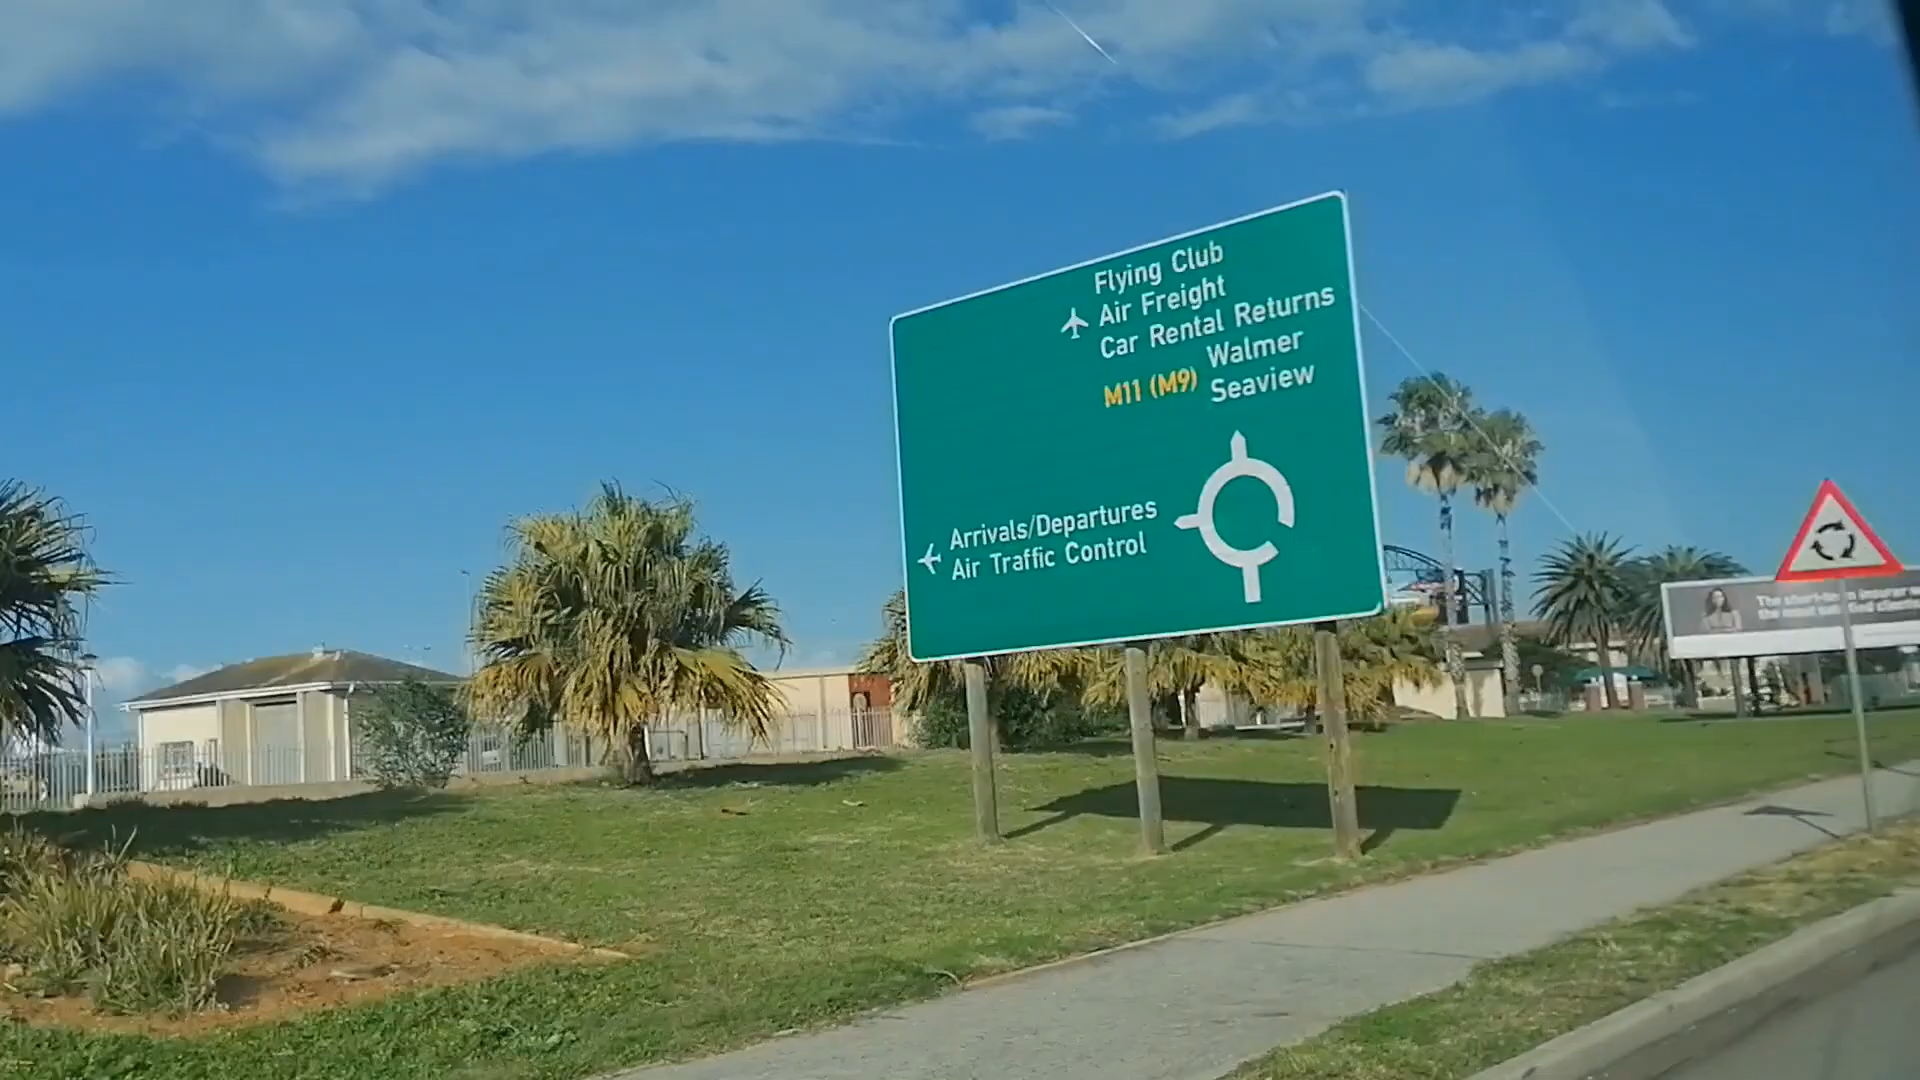 Flying Club
Air Freight
Car Rental Returns
M11 (M9) Walmer
Seaview
Arrivals/Departures
Air Traffic Control